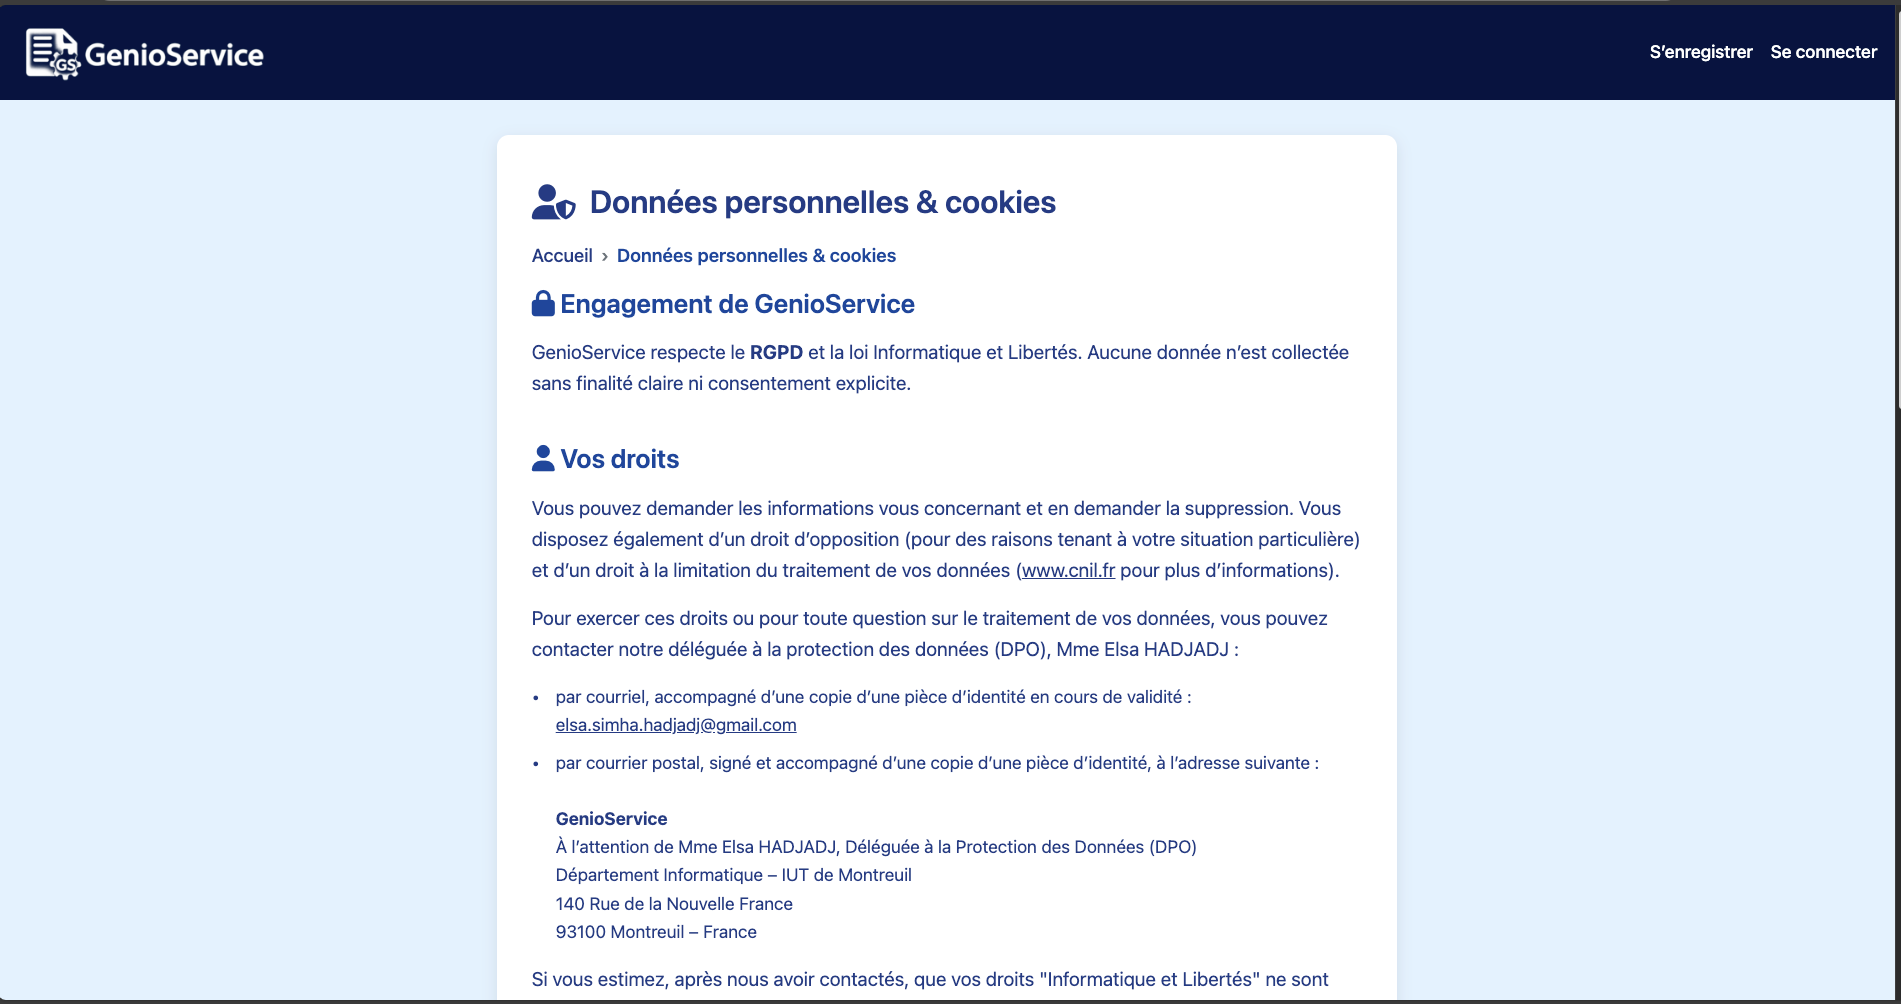 GS GenioService
S’enregistrer Se connecter
Données personnelles & cookies
Accueil › Données personnelles & cookies
Engagement de GenioService
GenioService respecte le RGPD et la loi Informatique et Libertés. Aucune donnée n’est collectée
sans finalité claire ni consentement explicite.
Vos droits
Vous pouvez demander les informations vous concernant et en demander la suppression. Vous
disposez également d’un droit d’opposition (pour des raisons tenant à votre situation particulière)
et d’un droit à la limitation du traitement de vos données (www.cnil.fr pour plus d’informations).
Pour exercer ces droits ou pour toute question sur le traitement de vos données, vous pouvez
contacter notre déléguée à la protection des données (DPO), Mme Elsa HADJADJ :
• par courriel, accompagné d’une copie d’une pièce d’identité en cours de validité :
elsa.simha.hadjadj@gmail.com
• par courrier postal, signé et accompagné d’une copie d’une pièce d’identité, à l’adresse suivante :
GenioService
À l’attention de Mme Elsa HADJADJ, Déléguée à la Protection des Données (DPO)
Département Informatique – IUT de Montreuil
140 Rue de la Nouvelle France
93100 Montreuil – France
Si vous estimez, après nous avoir contactés, que vos droits "Informatique et Libertés" ne sont